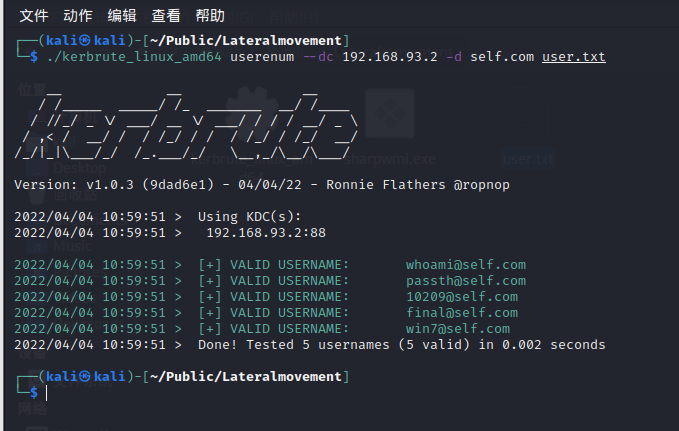 文件 动作 编辑 查看 帮助
┌──(kali㉿kali)-[~/Public/Lateralmovement]
└─$ ./kerbrute_linux_amd64 userenum --dc 192.168.93.2 -d self.com user.txt
Version: v1.0.3 (9dad6e1) - 04/04/22 - Ronnie Flathers @ropnop
2022/04/04 10:59:51 > Using KDC(s):
2022/04/04 10:59:51 > 192.168.93.2:88
2022/04/04 10:59:51 > [+] VALID USERNAME: whoami@self.com
2022/04/04 10:59:51 > [+] VALID USERNAME: passth@self.com
2022/04/04 10:59:51 > [+] VALID USERNAME: 10209@self.com
2022/04/04 10:59:51 > [+] VALID USERNAME: final@self.com
2022/04/04 10:59:51 > [+] VALID USERNAME: win7@self.com
2022/04/04 10:59:51 > Done! Tested 5 usernames (5 valid) in 0.002 seconds
┌──(kali㉿kali)-[~/Public/Lateralmovement]
└─$